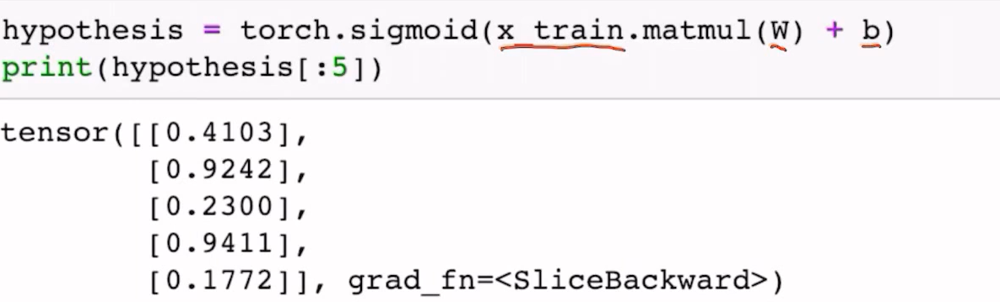 hypothesis = torch.sigmoid(x_train.matmul(W) + b)
print(hypothesis[:5])
tensor([[0.4103],
        [0.9242],
        [0.2300],
        [0.9411],
        [0.1772]], grad_fn=<SliceBackward>)